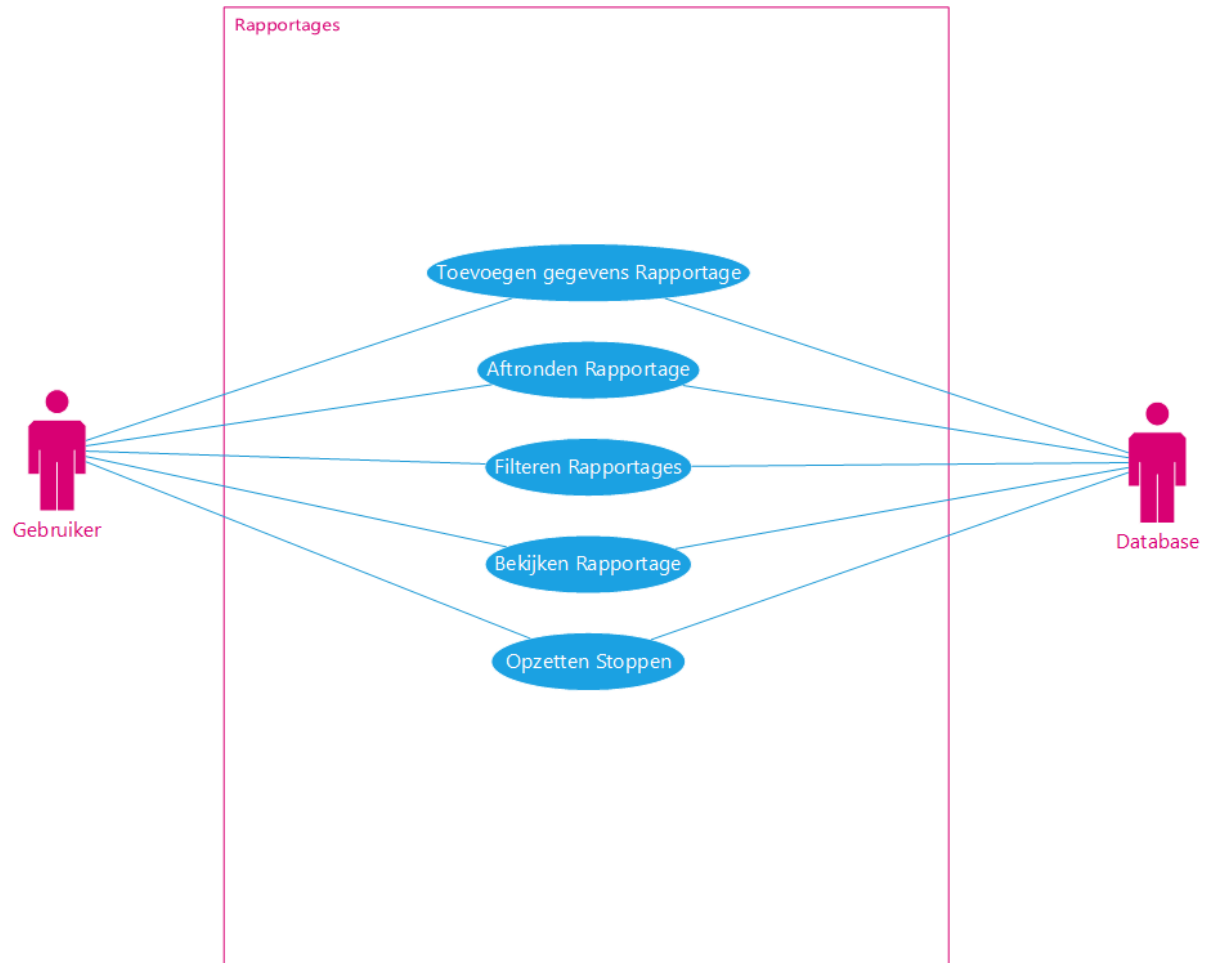 Rapportages
Toevoegen gegevens Rapportage
Aftronden Rapportage
Filteren Rapportages
Bekijken Rapportage
Opzetten Stoppen
Gebruiker
Database